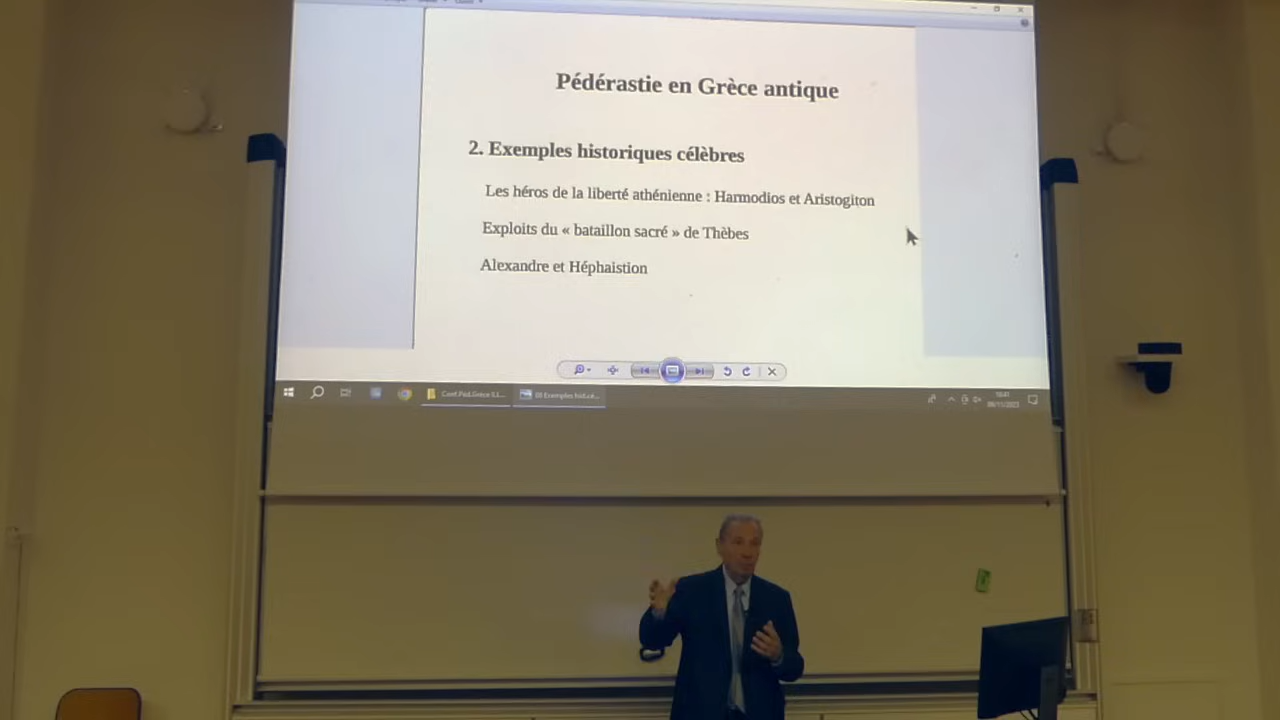 Pédérastie en Grèce antique
2. Exemples historiques célèbres
Les héros de la liberté athénienne : Harmodios et Aristogiton
Exploits du « bataillon sacré » de Thèbes
Alexandre et Héphaistion